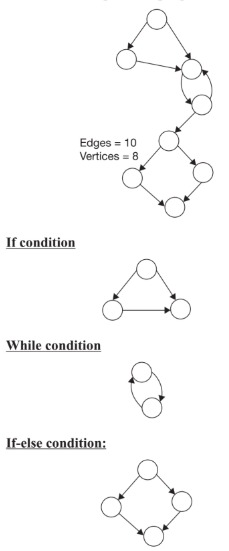 Edges = 10
Vertices = 8
If condition
While condition
If-else condition: